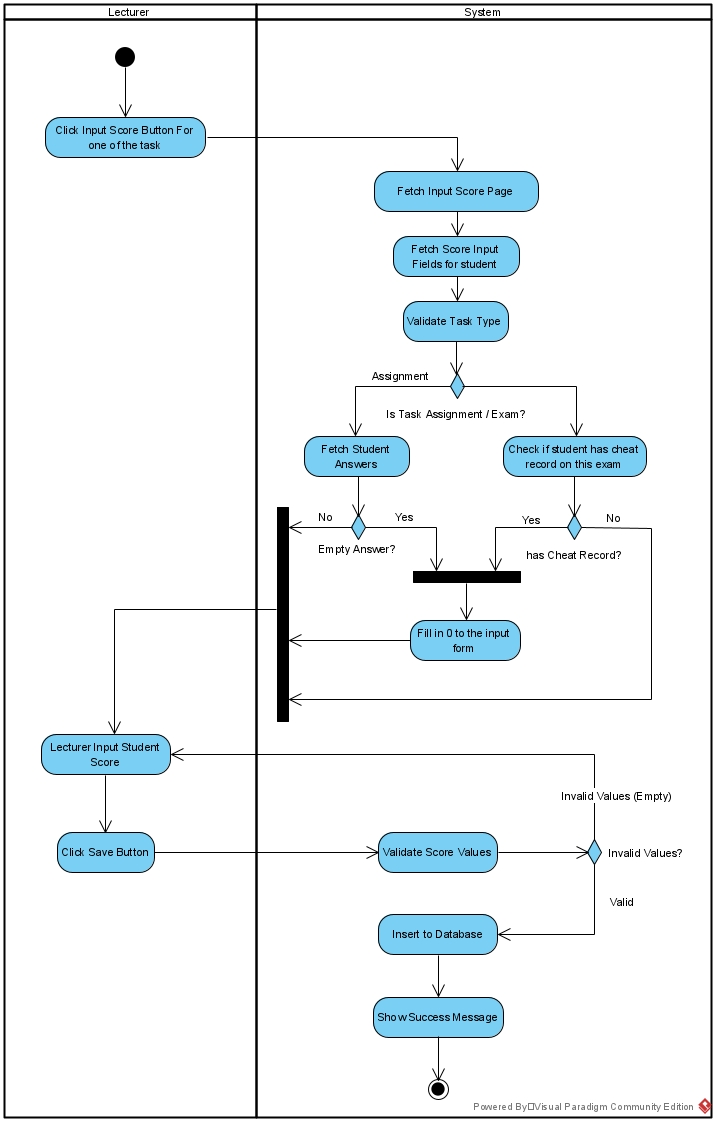 Lecturer
System
Click Input Score Button For
one of the task
Fetch Input Score Page
Fetch Score Input
Fields for student
Validate Task Type
Assignment
Is Task Assignment / Exam?
Fetch Student
Answers
Check if student has cheat
record on this exam
No
Yes
Yes
No
Empty Answer?
has Cheat Record?
Fill in 0 to the input
form
Lecturer Input Student
Score
Invalid Values (Empty)
Click Save Button
Validate Score Values
Invalid Values?
Valid
Insert to Database
Show Success Message
Powered By Visual Paradigm Community Edition